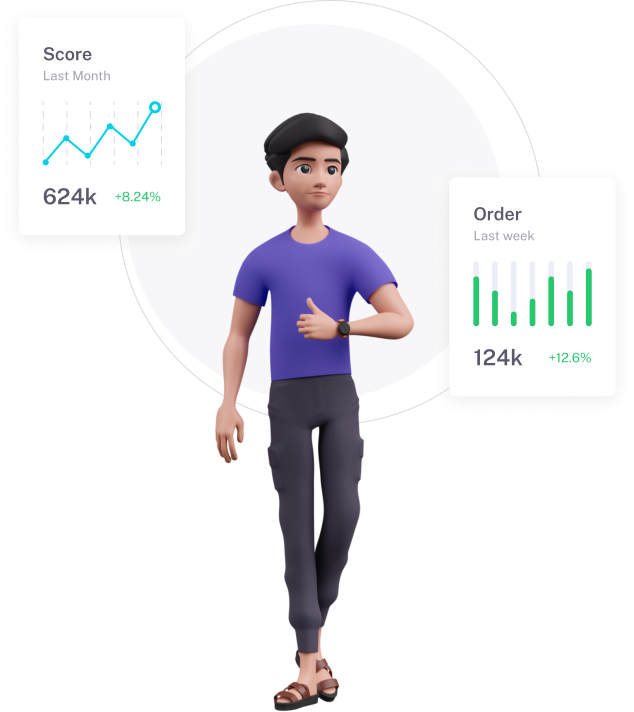 Score
Last Month
624k +8.24%
Order
Last week
124k +12.6%